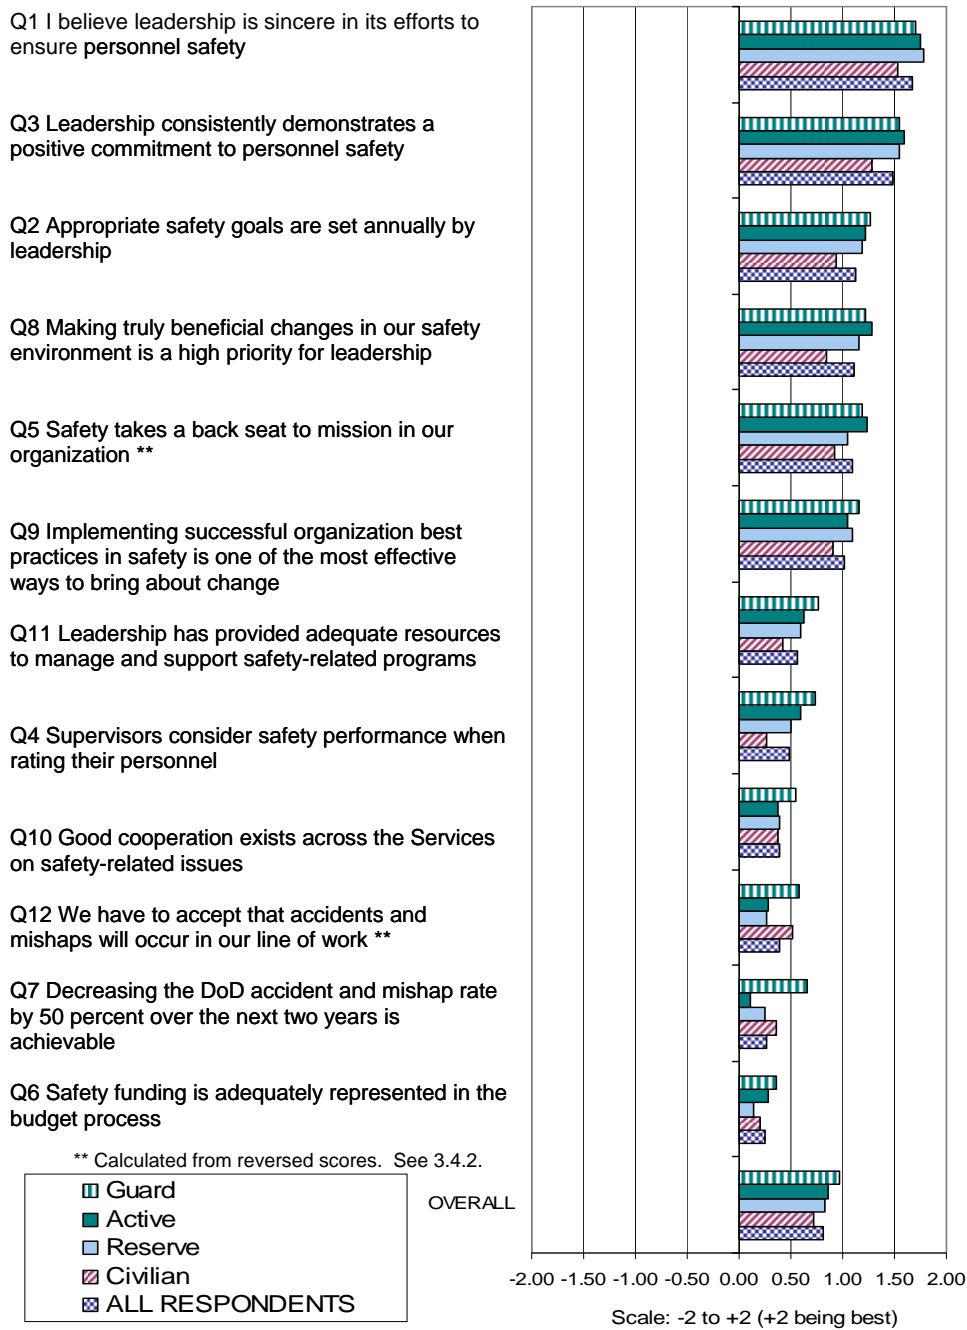 Q1 I believe leadership is sincere in its efforts to
ensure personnel safety
Q3 Leadership consistently demonstrates a
positive commitment to personnel safety
Q2 Appropriate safety goals are set annually by
leadership
Q8 Making truly beneficial changes in our safety
environment is a high priority for leadership
Q5 Safety takes a back seat to mission in our
organization **
Q9 Implementing successful organization best
practices in safety is one of the most effective
ways to bring about change
Q11 Leadership has provided adequate resources
to manage and support safety-related programs
Q4 Supervisors consider safety performance when
rating their personnel
Q10 Good cooperation exists across the Services
on safety-related issues
Q12 We have to accept that accidents and
mishaps will occur in our line of work **
Q7 Decreasing the DoD accident and mishap rate
by 50 percent over the next two years is
achievable
Q6 Safety funding is adequately represented in the
budget process
** Calculated from reversed scores.  See 3.4.2.
Guard
Active
Reserve
Civilian
ALL RESPONDENTS
OVERALL
-2.00 -1.50 -1.00 -0.50 0.00 0.50 1.00 1.50 2.00
Scale: -2 to +2 (+2 being best)